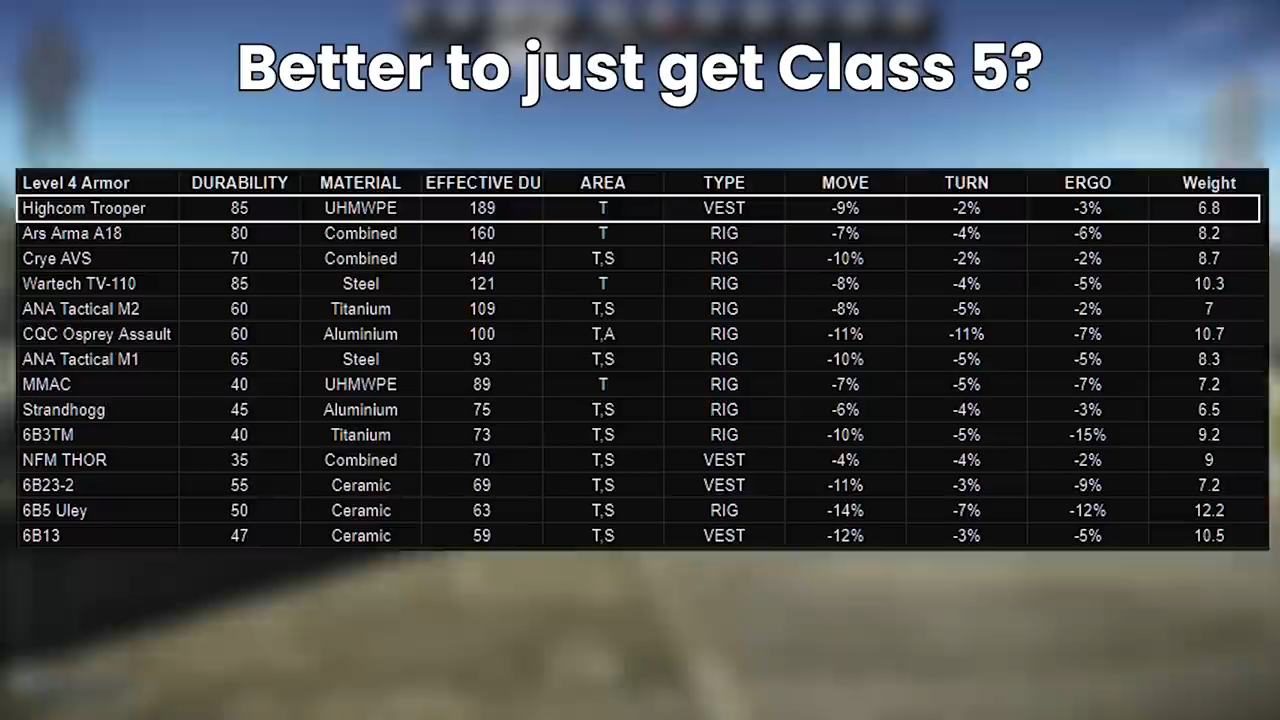 Better to just get Class 5?
Level 4 Armor DURABILITY MATERIAL EFFECTIVE DU AREA TYPE MOVE TURN ERGO Weight
Highcom Trooper 85 UHMWPE 189 T VEST -9% -2% -3% 6.8
Ars Arma A18 80 Combined 160 T RIG -7% -4% -6% 8.2
Crye AVS 70 Combined 140 T,S RIG -10% -2% -2% 8.7
Wartech TV-110 85 Steel 121 T RIG -8% -4% -5% 10.3
ANA Tactical M2 60 Titanium 109 T,S RIG -8% -5% -2% 7
CQC Osprey Assault 60 Aluminium 100 T,A RIG -11% -11% -7% 10.7
ANA Tactical M1 65 Steel 93 T,S RIG -10% -5% -5% 8.3
MMAC 40 UHMWPE 89 T RIG -7% -5% -7% 7.2
Strandhogg 45 Aluminium 75 T,S RIG -6% -4% -3% 6.5
6B3TM 40 Titanium 73 T,S RIG -10% -5% -15% 9.2
NFM THOR 35 Combined 70 T,S VEST -4% -4% -2% 9
6B23-2 55 Ceramic 69 T,S VEST -11% -3% -9% 7.2
6B5 Uley 50 Ceramic 63 T,S RIG -14% -7% -12% 12.2
6B13 47 Ceramic 59 T,S VEST -12% -3% -5% 10.5